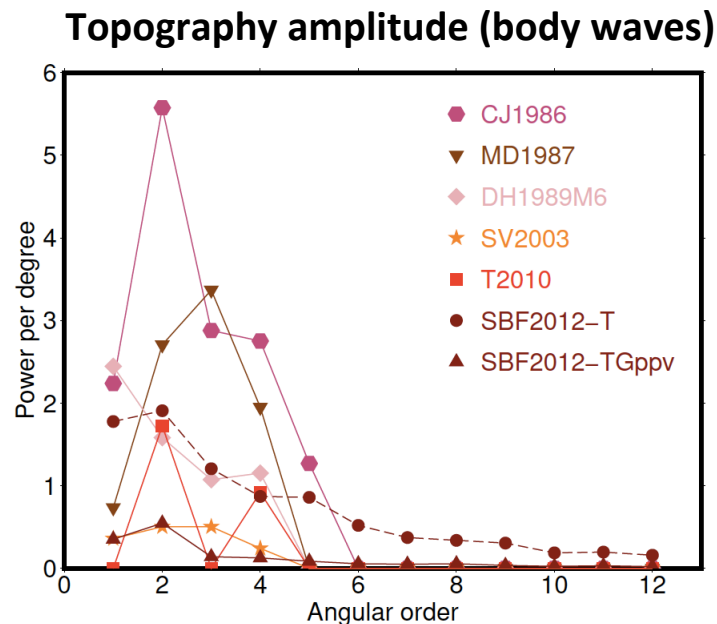 Topography amplitude (body waves)
6
5
4
3
2
1
0
Power per degree
CJ1986
MD1987
DH1989M6
SV2003
T2010
SBF2012−T
SBF2012−TGppv
0 2 4 6 8 10 12
Angular order